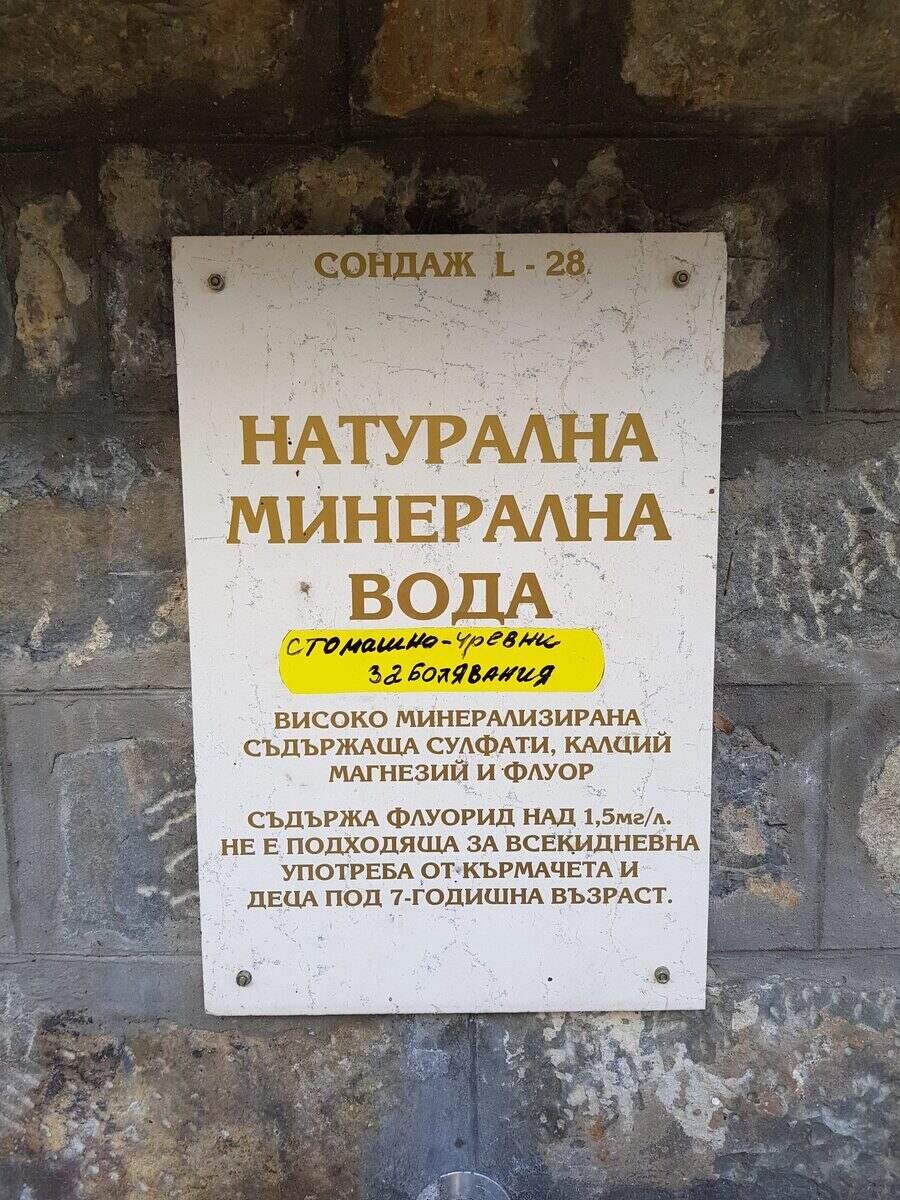 СОНДАЖ L - 28
НАТУРАЛНА
МИНЕРАЛНА
ВОДА
стомашно-чревни
заболявания
ВИСОКО МИНЕРАЛИЗИРАНА
СЪДЪРЖАЩА СУЛФАТИ, КАЛЦИЙ
МАГНЕЗИЙ И ФЛУОР
СЪДЪРЖА ФЛУОРИД НАД 1,5мг/л.
НЕ Е ПОДХОДЯЩА ЗА ВСЕКИДНЕВНА
УПОТРЕБА ОТ КЪРМАЧЕТА И
ДЕЦА ПОД 7-ГОДИШНА ВЪЗРАСТ.